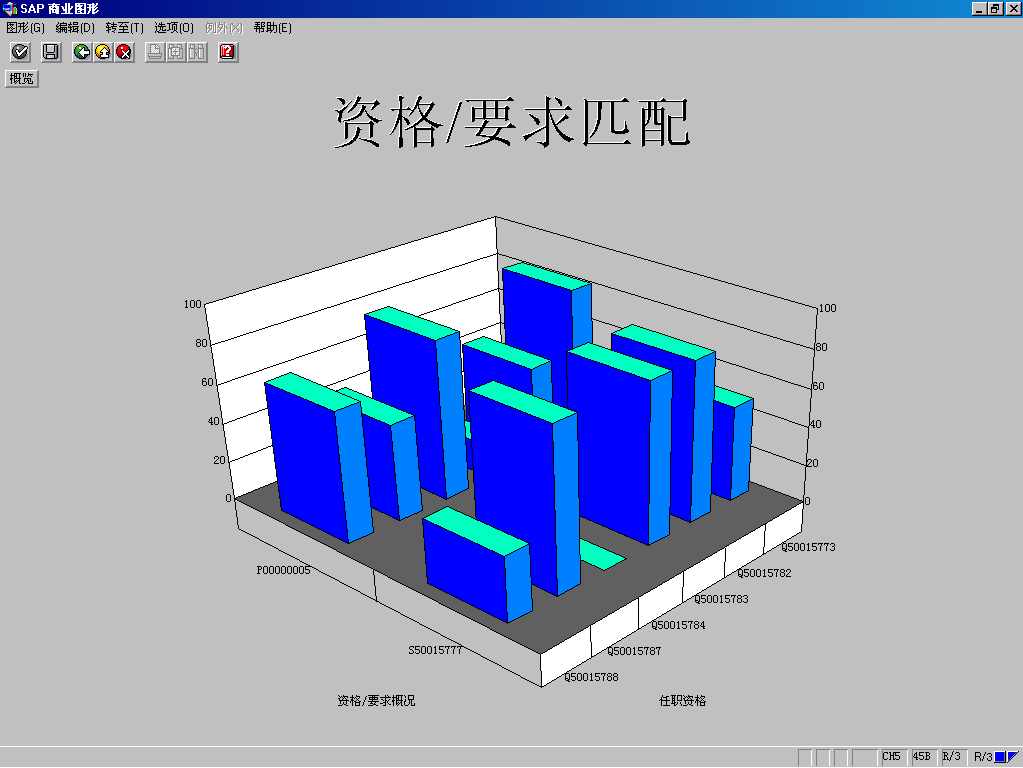 SAP 商业图形
图形(G) 编辑(D) 转至(T) 选项(O) 例外(X) 帮助(E)
概览
资格/要求匹配
100
80
60
40
20
0
100
80
60
40
20
0
P00000005
S50015777
Q50015773
Q50015782
Q50015783
Q50015784
Q50015787
Q50015788
资格/要求概况
任职资格
CH5 45B R/3 R/3